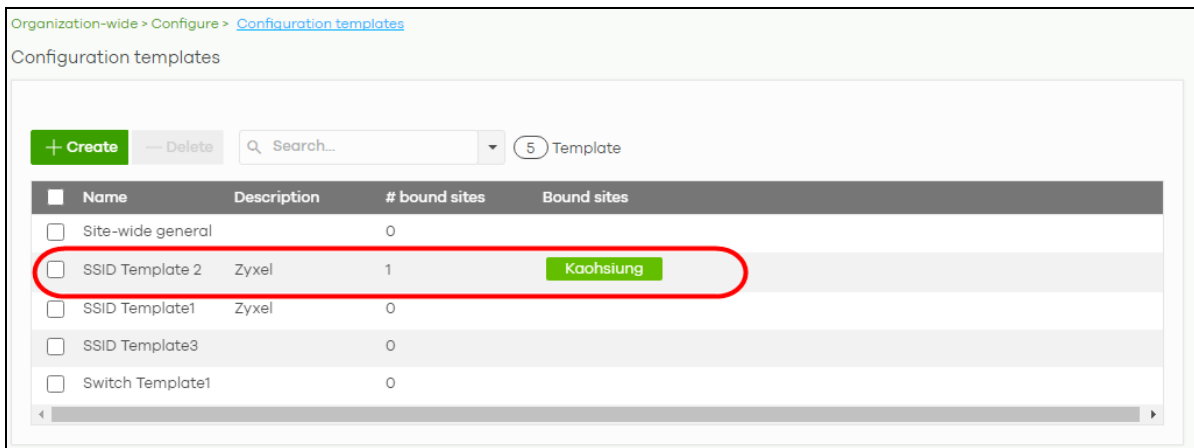 Organization-wide > Configure > Configuration templates
Configuration templates
+ Create — Delete Search... 5 Template
Name Description # bound sites Bound sites
Site-wide general 0
SSID Template 2 Zyxel 1 Kaohsiung
SSID Template1 Zyxel 0
SSID Template3 0
Switch Template1 0